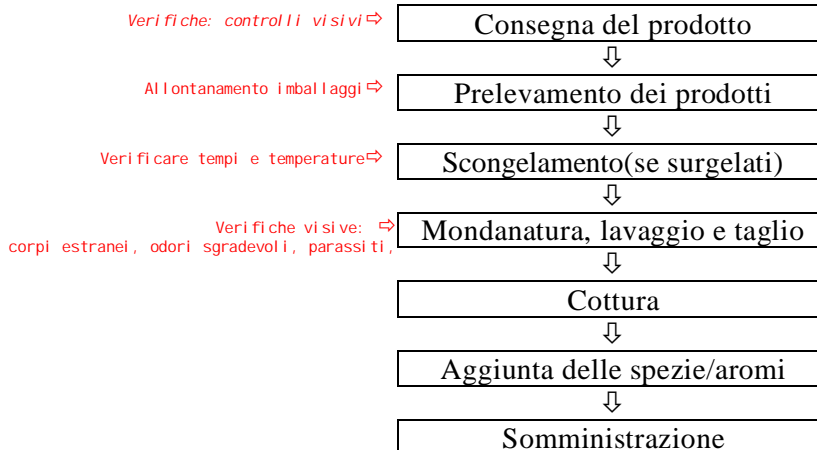 Verifiche: controlli visivi⇨ Consegna del prodotto
⇩
Allontanamento imballaggi⇨ Prelevamento dei prodotti
⇩
Verificare tempi e temperature⇨ Scongelamento(se surgelati)
⇩
Verifiche visive: ⇨ Mondanatura, lavaggio e taglio
corpi estranei, odori sgradevoli, parassiti,
⇩
Cottura
⇩
Aggiunta delle spezie/aromi
⇩
Somministrazione